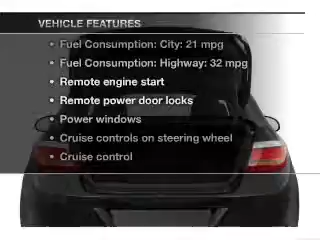 VEHICLE FEATURES
• Fuel Consumption: City: 21 mpg
• Fuel Consumption: Highway: 32 mpg
• Remote engine start
• Remote power door locks
• Power windows
• Cruise controls on steering wheel
• Cruise control